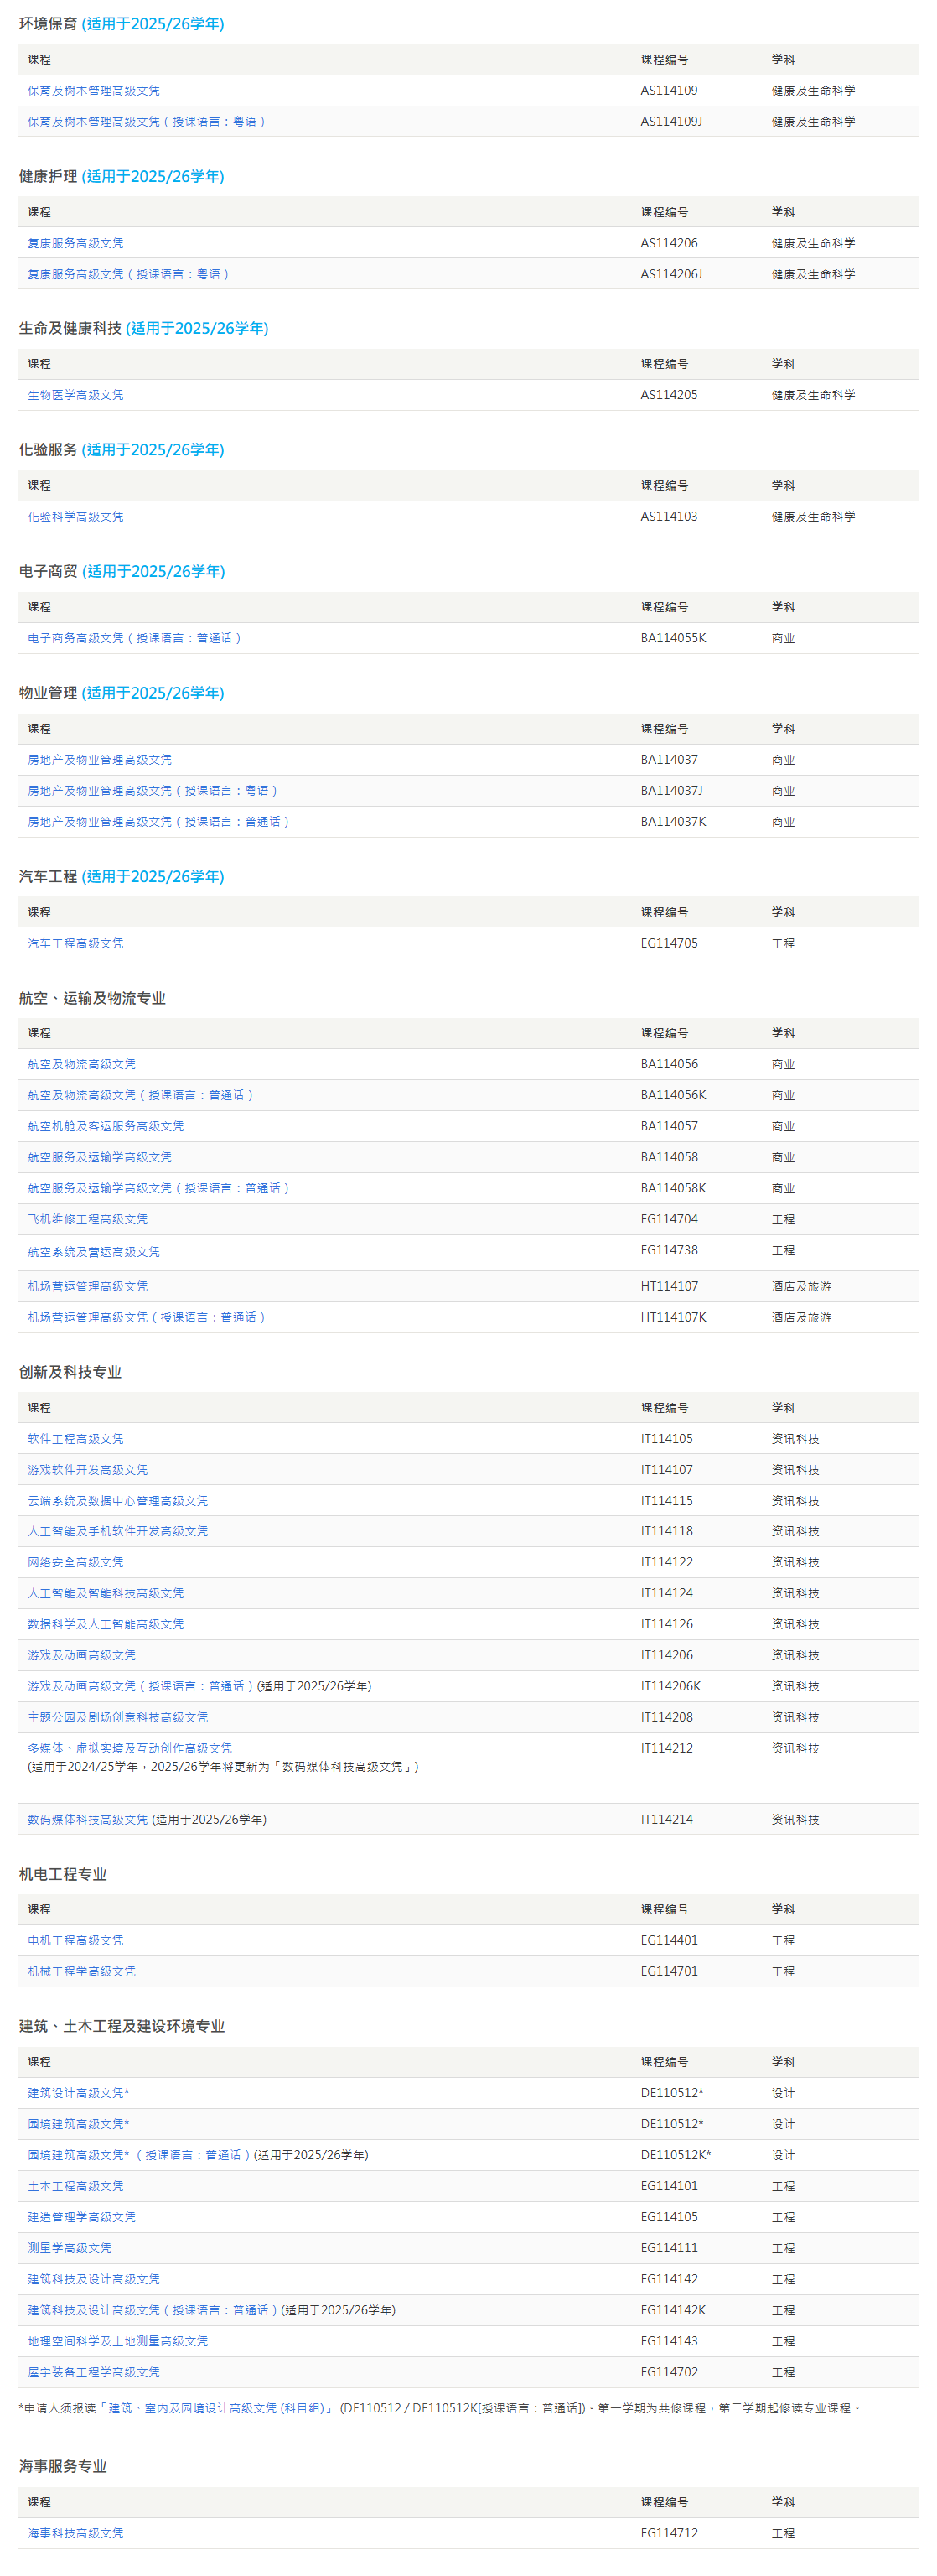 环境保育 (适用于2025/26学年)
课程 课程编号 学科
保育及树木管理高级文凭 AS114109 健康及生命科学
保育及树木管理高级文凭 ( 授课语言：粤语 ) AS114109J 健康及生命科学
健康护理 (适用于2025/26学年)
课程 课程编号 学科
复康服务高级文凭 AS114206 健康及生命科学
复康服务高级文凭 ( 授课语言：粤语 ) AS114206J 健康及生命科学
生命及健康科技 (适用于2025/26学年)
课程 课程编号 学科
生物医学高级文凭 AS114205 健康及生命科学
化验服务 (适用于2025/26学年)
课程 课程编号 学科
化验科学高级文凭 AS114103 健康及生命科学
电子商贸 (适用于2025/26学年)
课程 课程编号 学科
电子商务高级文凭 ( 授课语言：普通话 ) BA114055K 商业
物业管理 (适用于2025/26学年)
课程 课程编号 学科
房地产及物业管理高级文凭 BA114037 商业
房地产及物业管理高级文凭 ( 授课语言：粤语 ) BA114037J 商业
房地产及物业管理高级文凭 ( 授课语言：普通话 ) BA114037K 商业
汽车工程 (适用于2025/26学年)
课程 课程编号 学科
汽车工程高级文凭 EG114705 工程
航空、运输及物流专业
课程 课程编号 学科
航空及物流高级文凭 BA114056 商业
航空及物流高级文凭 ( 授课语言：普通话 ) BA114056K 商业
航空机舱及客运服务高级文凭 BA114057 商业
航空服务及运输学高级文凭 BA114058 商业
航空服务及运输学高级文凭 ( 授课语言：普通话 ) BA114058K 商业
飞机维修工程高级文凭 EG114704 工程
航空系统及营运高级文凭 EG114738 工程
机场营运管理高级文凭 HT114107 酒店及旅游
机场营运管理高级文凭 ( 授课语言：普通话 ) HT114107K 酒店及旅游
创新及科技专业
课程 课程编号 学科
软件工程高级文凭 IT114105 资讯科技
游戏软件开发高级文凭 IT114107 资讯科技
云端系统及数据中心管理高级文凭 IT114115 资讯科技
人工智能及手机软件开发高级文凭 IT114118 资讯科技
网络安全高级文凭 IT114122 资讯科技
人工智能及智能科技高级文凭 IT114124 资讯科技
数据科学及人工智能高级文凭 IT114126 资讯科技
游戏及动画高级文凭 IT114206 资讯科技
游戏及动画高级文凭 ( 授课语言：普通话 ) (适用于2025/26学年) IT114206K 资讯科技
主题公园及剧场创意科技高级文凭 IT114208 资讯科技
多媒体、虚拟实境及互动创作高级文凭 IT114212 资讯科技
(适用于2024/25学年，2025/26学年将更新为「数码媒体科技高级文凭」)
数码媒体科技高级文凭 (适用于2025/26学年) IT114214 资讯科技
机电工程专业
课程 课程编号 学科
电机工程高级文凭 EG114401 工程
机械工程学高级文凭 EG114701 工程
建筑、土木工程及建设环境专业
课程 课程编号 学科
建筑设计高级文凭* DE110512* 设计
园境建筑高级文凭* DE110512* 设计
园境建筑高级文凭* ( 授课语言：普通话 ) (适用于2025/26学年) DE110512K* 设计
土木工程高级文凭 EG114101 工程
建造管理学高级文凭 EG114105 工程
测量学高级文凭 EG114111 工程
建筑科技及设计高级文凭 EG114142 工程
建筑科技及设计高级文凭 ( 授课语言：普通话 ) (适用于2025/26学年) EG114142K 工程
地理空间科学及土地测量高级文凭 EG114143 工程
屋宇装备工程学高级文凭 EG114702 工程
*申请人须报读「建筑、室内及园境设计高级文凭 (科目组)」 (DE110512 / DE110512K[授课语言：普通话])。第一学期为共修课程，第二学期起修读专业课程。
海事服务专业
课程 课程编号 学科
海事科技高级文凭 EG114712 工程